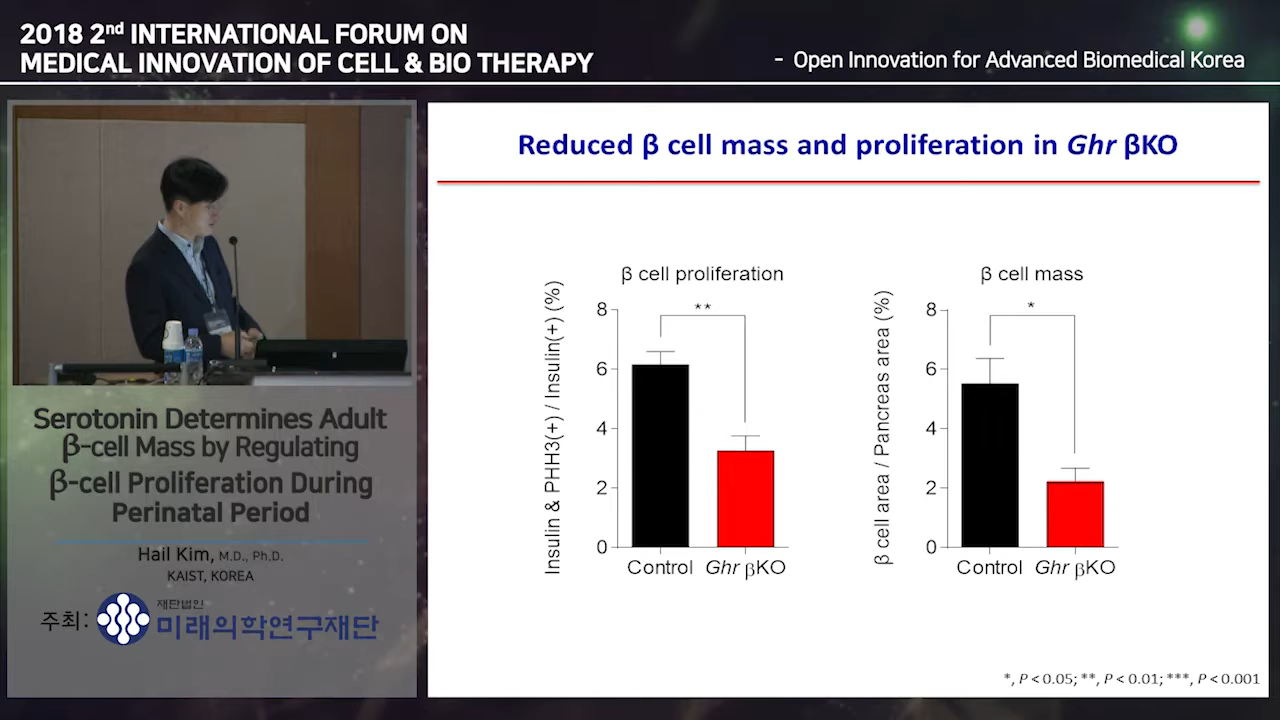 2018 2nd INTERNATIONAL FORUM ON
MEDICAL INNOVATION OF CELL & BIO THERAPY
- Open Innovation for Advanced Biomedical Korea
Serotonin Determines Adult
β-cell Mass by Regulating
β-cell Proliferation During
Perinatal Period
Hail Kim, M.D., Ph.D.
KAIST, KOREA
주최:
재단법인
미래의학연구재단
Reduced β cell mass and proliferation in Ghr βKO
β cell proliferation
Insulin & PHH3(+) / Insulin(+) (%)
8
6
4
2
0
**
Control Ghr βKO
β cell mass
β cell area / Pancreas area (%)
8
6
4
2
0
*
Control Ghr βKO
*, P < 0.05; **, P < 0.01; ***, P < 0.001